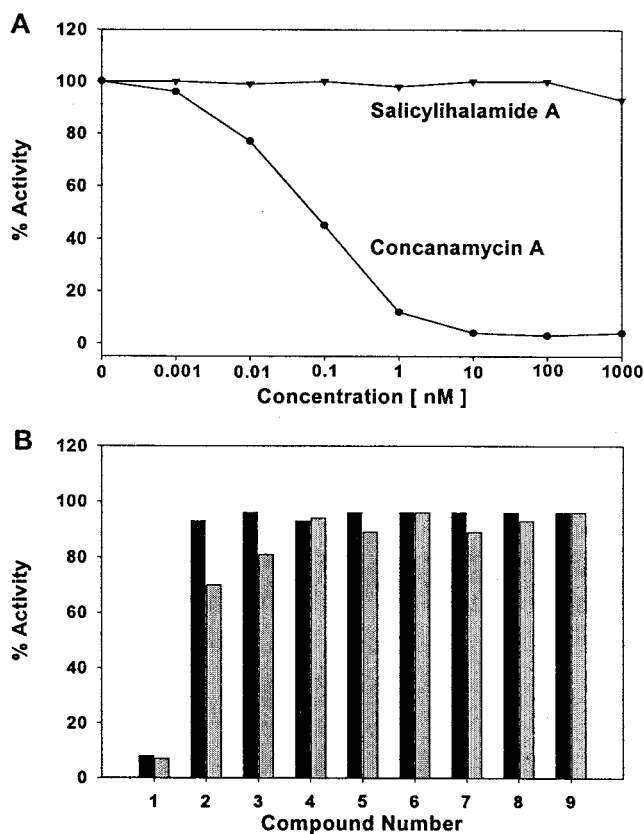 A
120
100
80
60
40
20
0
% Activity
Salicylihalamide A
Concanamycin A
0 0.001 0.01 0.1 1 10 100 1000
Concentration [ nM ]
B
120
100
80
60
40
20
0
% Activity
1 2 3 4 5 6 7 8 9
Compound Number